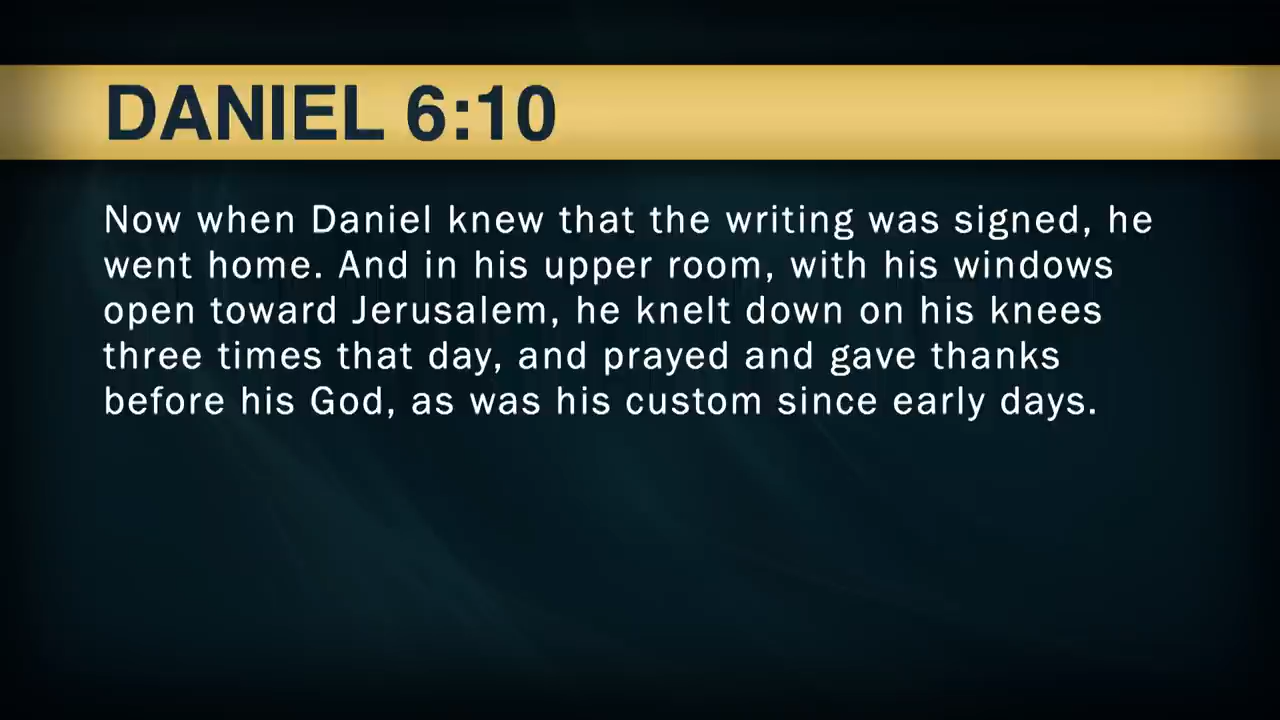 DANIEL 6:10
Now when Daniel knew that the writing was signed, he
went home. And in his upper room, with his windows
open toward Jerusalem, he knelt down on his knees
three times that day, and prayed and gave thanks
before his God, as was his custom since early days.